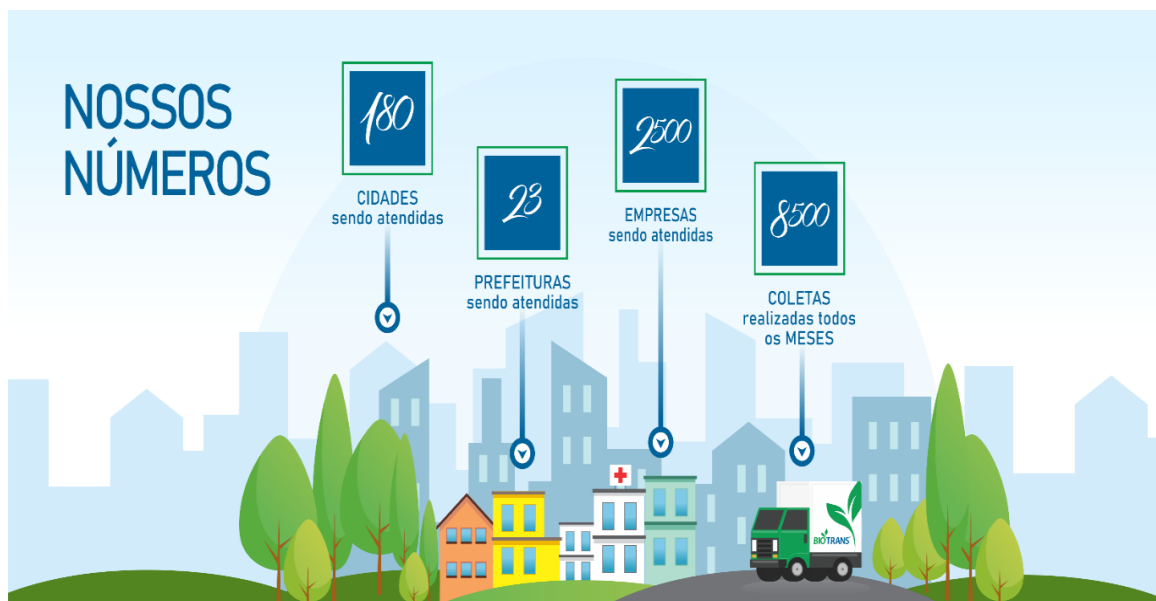 NOSSOS
NÚMEROS
180
CIDADES
sendo atendidas
23
PREFEITURAS
sendo atendidas
2500
EMPRESAS
sendo atendidas
8500
COLETAS
realizadas todos
os MESES
BIOTRANS